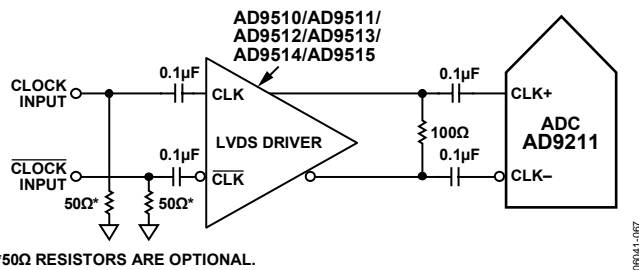 AD9510/AD9511/
AD9512/AD9513/
AD9514/AD9515
0.1µF
0.1µF
CLOCK
INPUT
CLK
CLK+
ADC
AD9211
100Ω
LVDS DRIVER
0.1µF
0.1µF
CLOCK
INPUT
CLK
CLK–
50Ω*
50Ω*
*50Ω RESISTORS ARE OPTIONAL.
06041-067